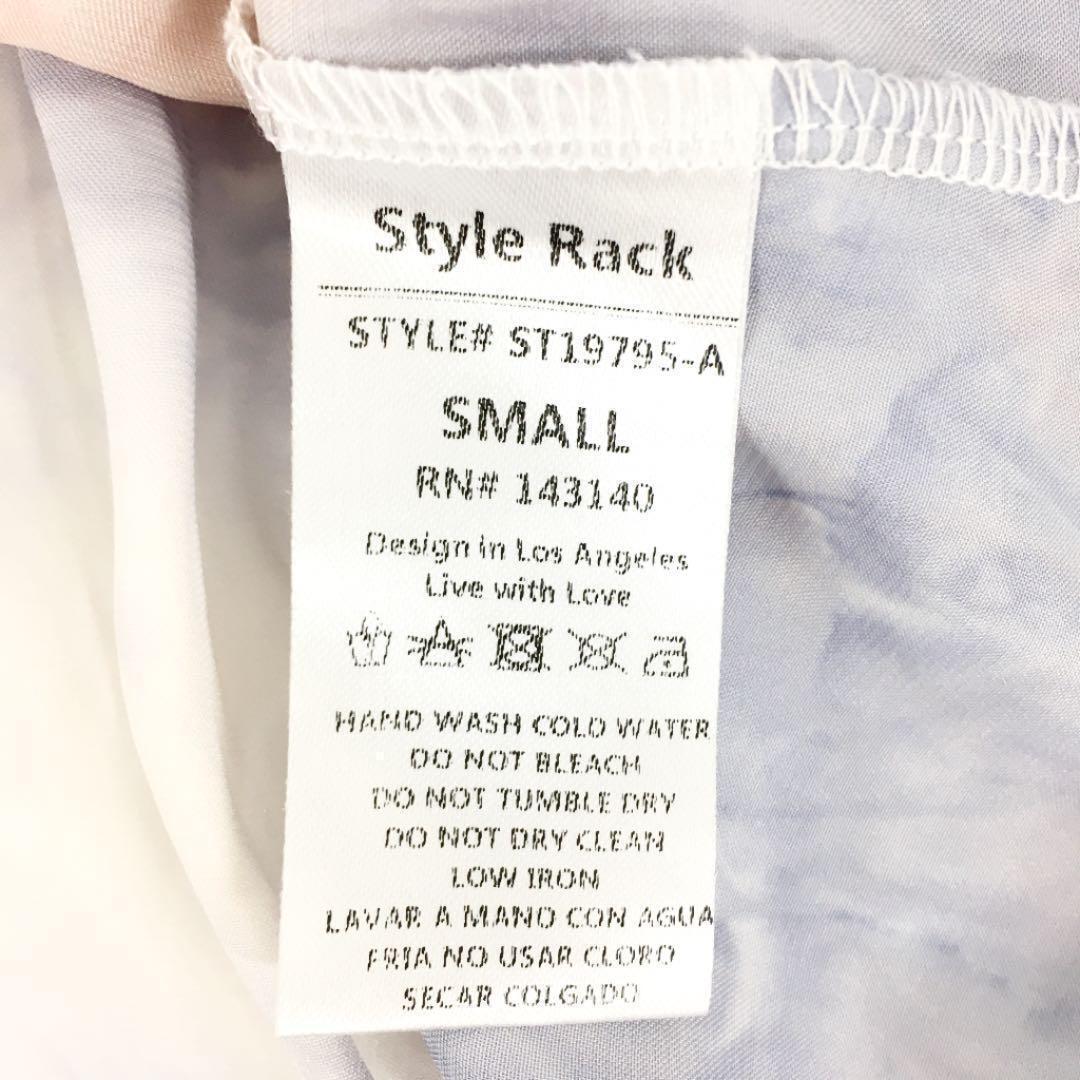 Style Rack
STYLE# ST19795-A
SMALL
RN# 143140
Design in Los Angeles
Live with Love
HAND WASH COLD WATER
DO NOT BLEACH
DO NOT TUMBLE DRY
DO NOT DRY CLEAN
LOW IRON
LAVAR A MANO CON AGUA
FRIA NO USAR CLORO
SECAR COLGADO